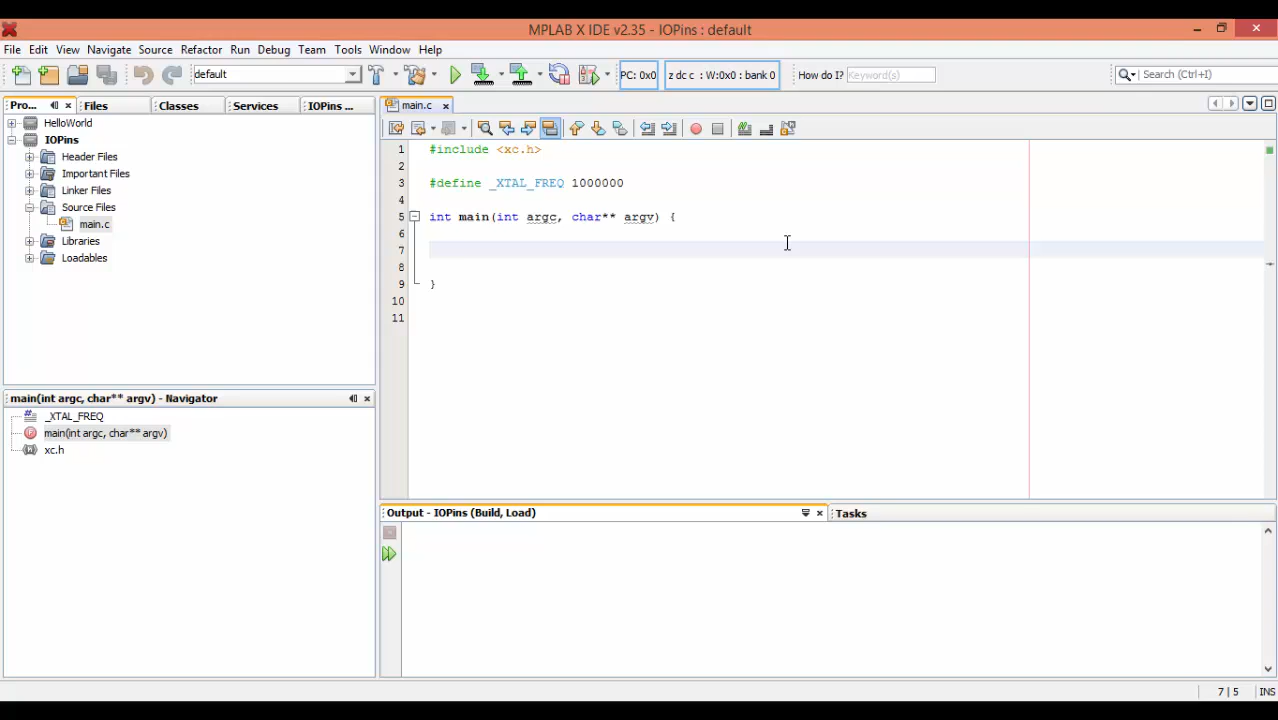 MPLAB X IDE v2.35 - IOPins : default
File Edit View Navigate Source Refactor Run Debug Team Tools Window Help
default PC: 0x0 z dc c : W:0x0 : bank 0 How do I? Keyword(s) Search (Ctrl+I)
Pro... Files Classes Services IOPins ... main.c
HelloWorld
IOPins
Header Files
Important Files
Linker Files
Source Files
main.c
Libraries
Loadables
1 #include <xc.h>
2
3 #define _XTAL_FREQ 1000000
4
5 int main(int argc, char** argv) {
6
7
8
9 }
10
11
main(int argc, char** argv) - Navigator
_XTAL_FREQ
main(int argc, char** argv)
xc.h
Output - IOPins (Build, Load) Tasks
7 | 5 INS